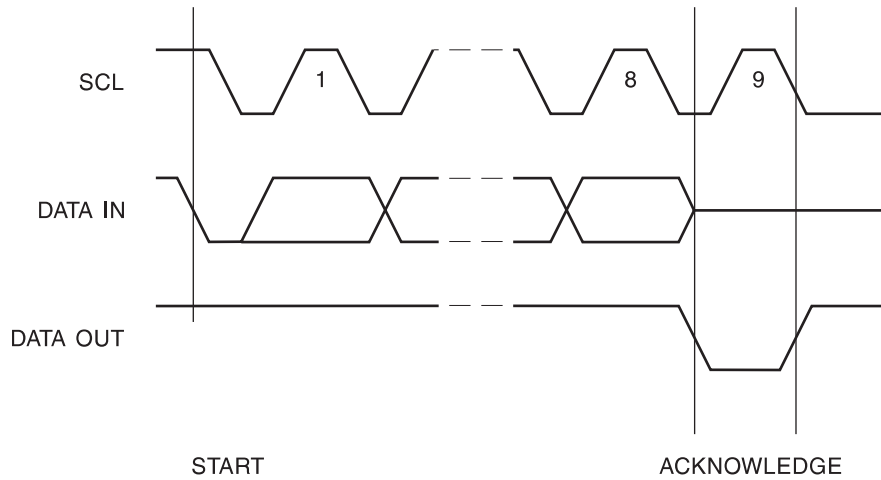 SCL
1
8
9
DATA IN
DATA OUT
START
ACKNOWLEDGE